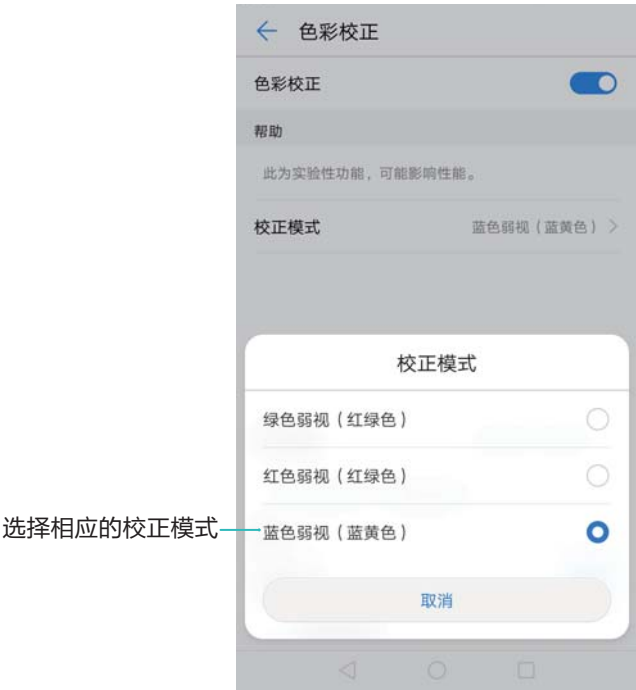 色彩校正
色彩校正
帮助
此为实验性功能，可能影响性能。
校正模式 蓝色弱视（蓝黄色）
校正模式
绿色弱视（红绿色）
红色弱视（红绿色）
选择相应的校正模式 蓝色弱视（蓝黄色）
取消